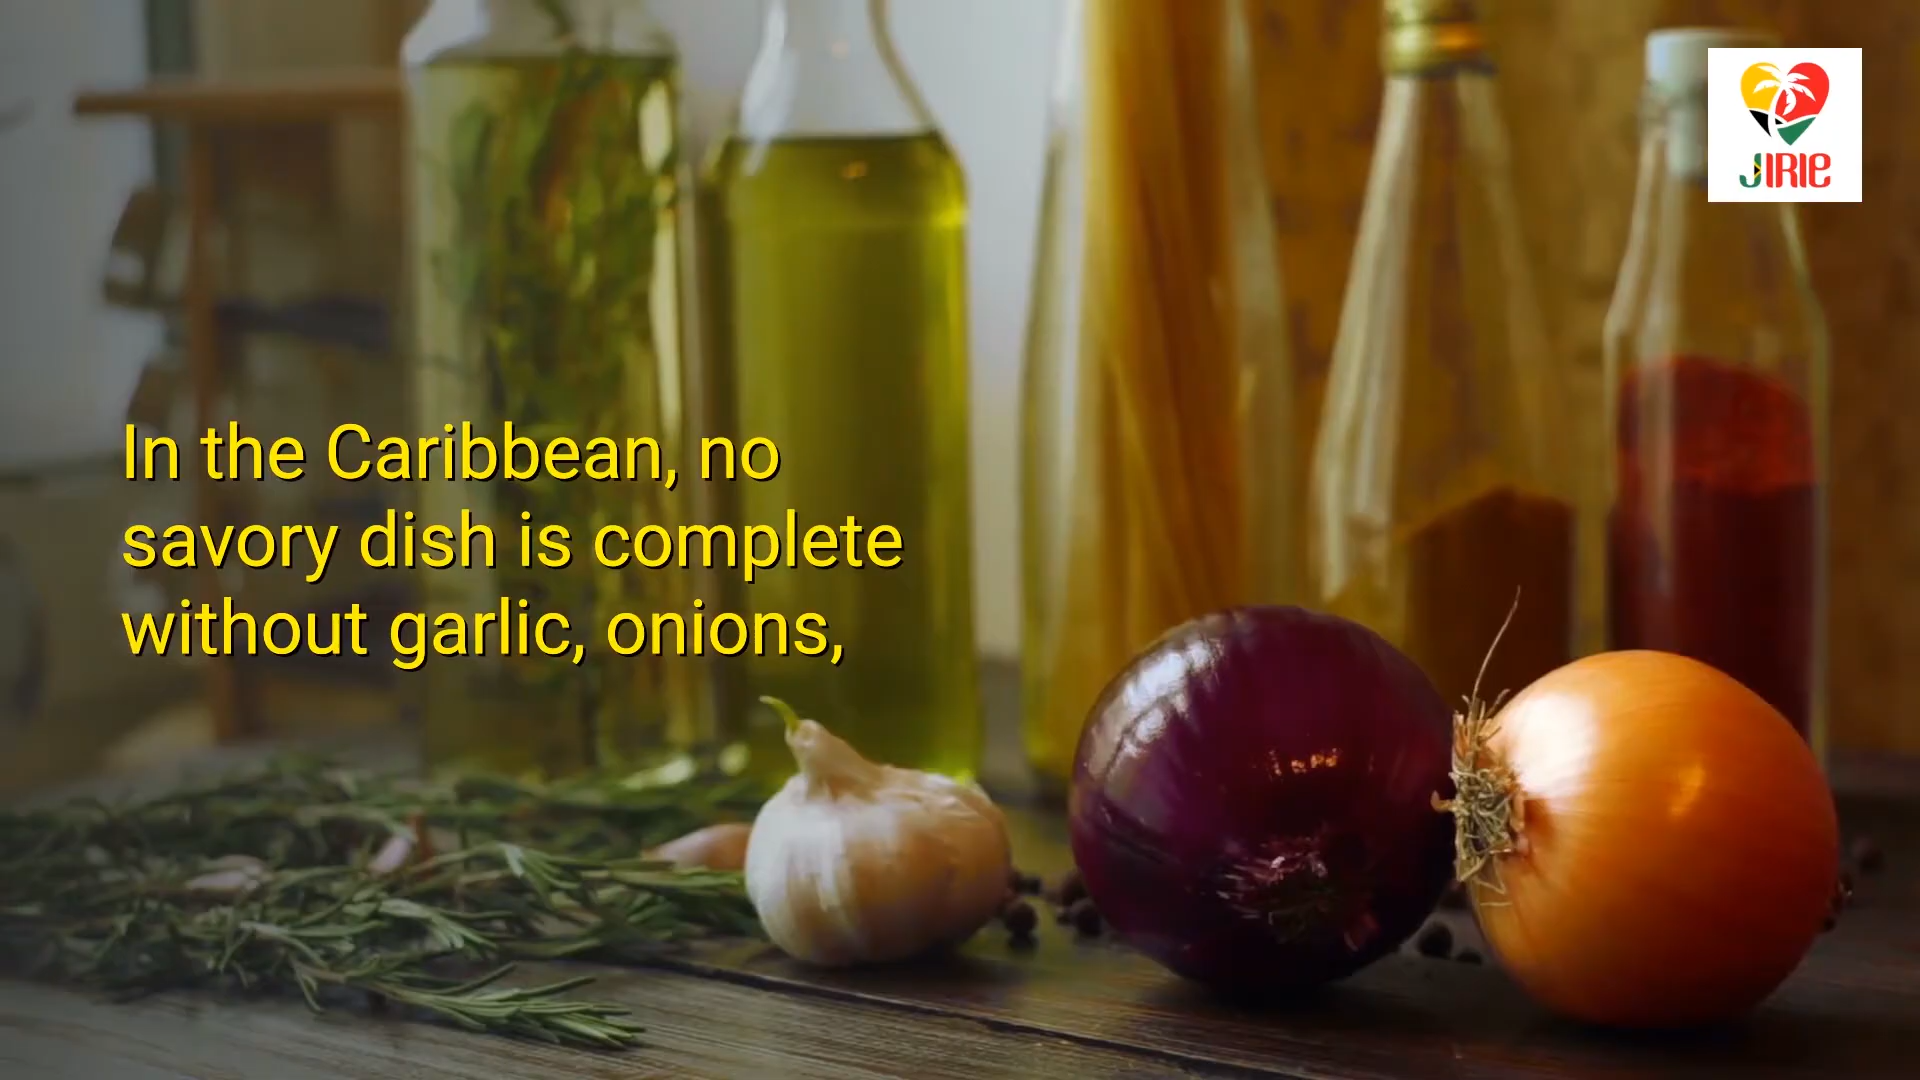 JIRIE
In the Caribbean, no
savory dish is complete
without garlic, onions,